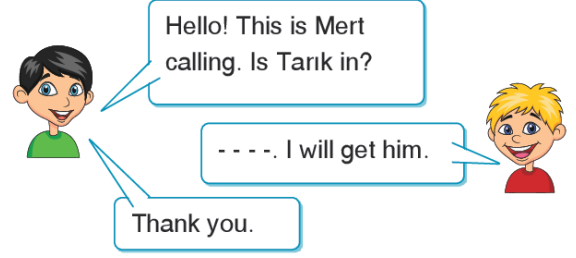 Hello! This is Mert
calling. Is Tarık in?
- - - -. I will get him.
Thank you.